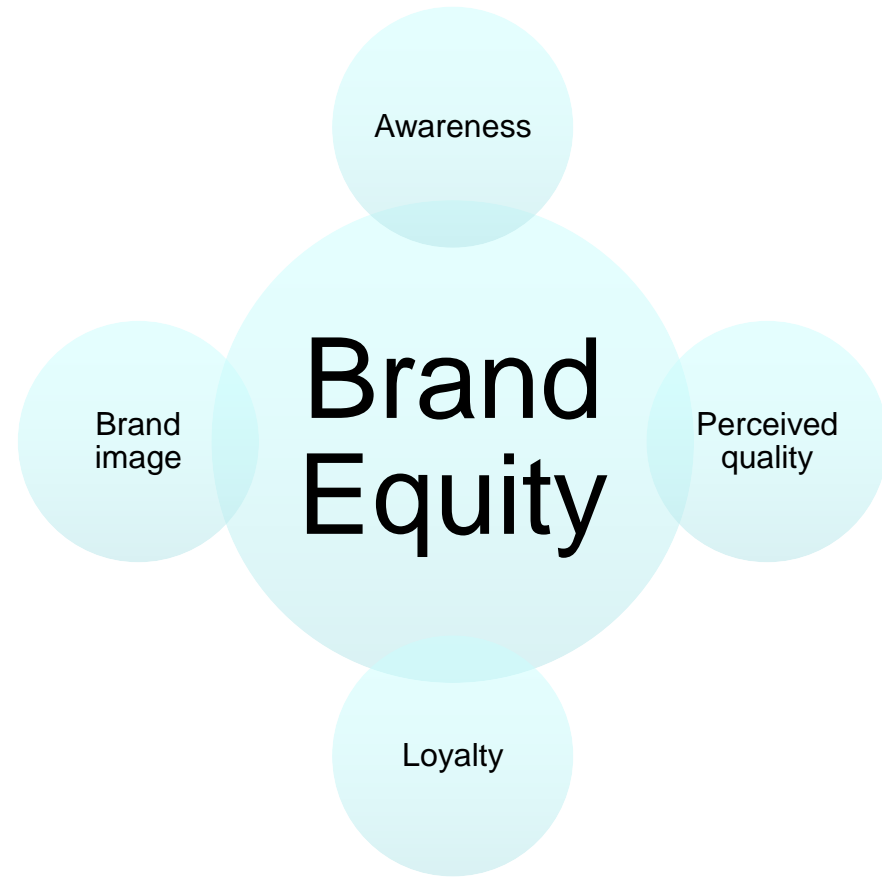 Awareness
Brand
Equity
Brand
image
Perceived
quality
Loyalty